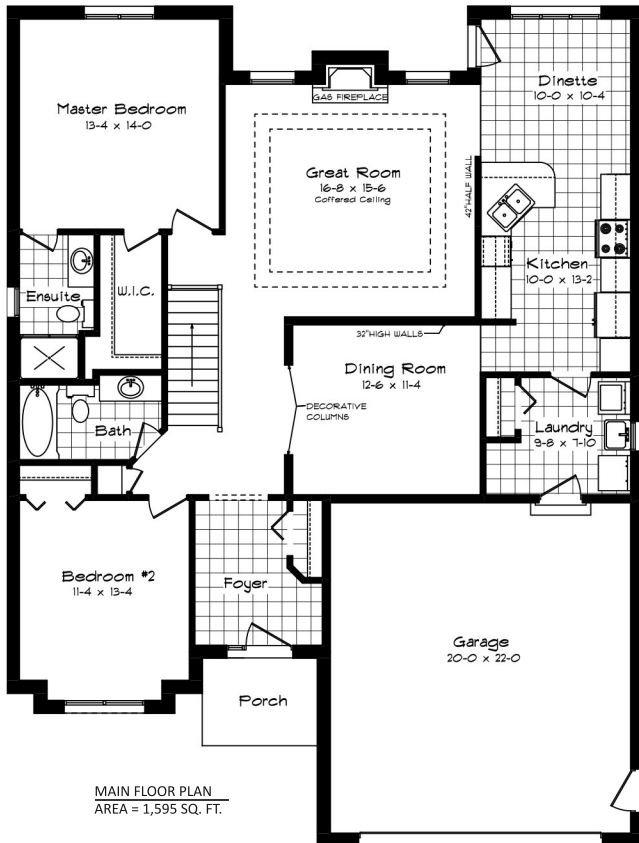 Master Bedroom
13-4 x 14-0
GAS FIREPLACE
Great Room
16-8 x 15-6
Coffered Ceiling
42" HALF WALL
Dinette
10-0 x 10-4
Kitchen
10-0 x 13-2
Ensuite
W.I.C.
32" HIGH WALLS
Dining Room
12-6 x 11-4
DECORATIVE
COLUMNS
Bath
Laundry
9-8 x 7-10
Bedroom #2
11-4 x 13-4
Foyer
Garage
20-0 x 22-0
Porch
MAIN FLOOR PLAN
AREA = 1,595 SQ. FT.